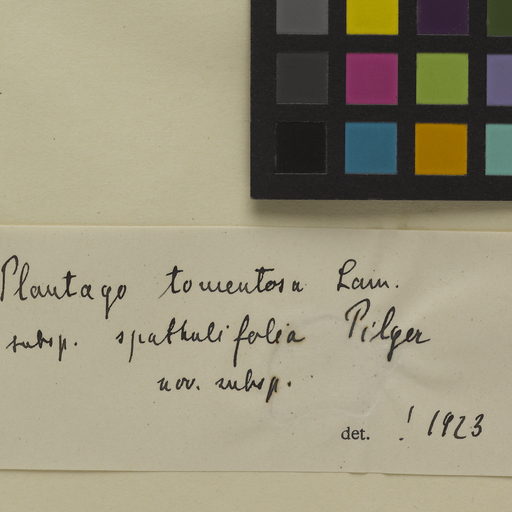 Plantago tomentosa Lam.
subsp. spathulifolia Pilger
nov. subsp.
det. ! 1923